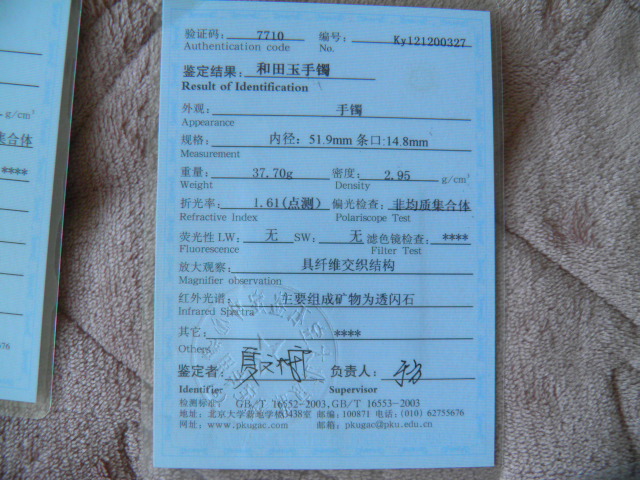 验证码: 7710 编号: Ky121200327
Authentication code No.
鉴定结果: 和田玉手镯
Result of Identification
外观: 手镯
Appearance
规格: 内径: 51.9mm 条口:14.8mm
Measurement
重量: 37.70g 密度: 2.95 g/cm³
Weight Density
折光率: 1.61(点测) 偏光检查: 非均质集合体
Refractive Index Polariscope Test
荧光性 LW: 无 SW: 无 滤色镜检查: ****
Fluorescence Filter Test
放大观察: 具纤维交织结构
Magnifier observation
红外光谱: 主要组成矿物为透闪石
Infrared Spectra
其它: ****
Others
鉴定者: 负责人:
Identifier Supervisor
检测标准: GB/T 16552-2003,GB/T 16553-2003
地址: 北京大学新地学楼3438室 邮编: 100871 电话: (010) 62755676
网址: www.pkugac.com 邮箱: pkugac@pku.edu.cn
g/cm³
集合体
****